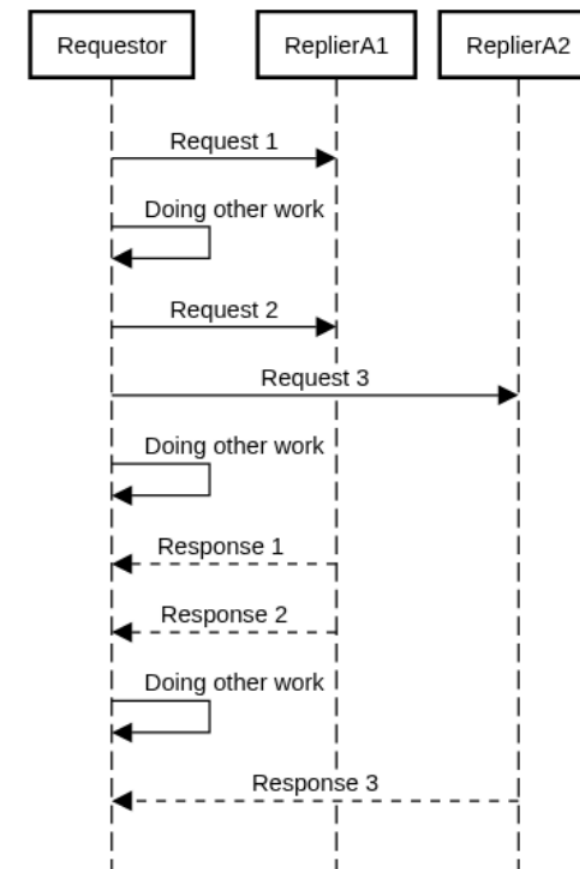 Requestor
ReplierA1
ReplierA2
Request 1
Doing other work
Request 2
Request 3
Doing other work
Response 1
Response 2
Doing other work
Response 3